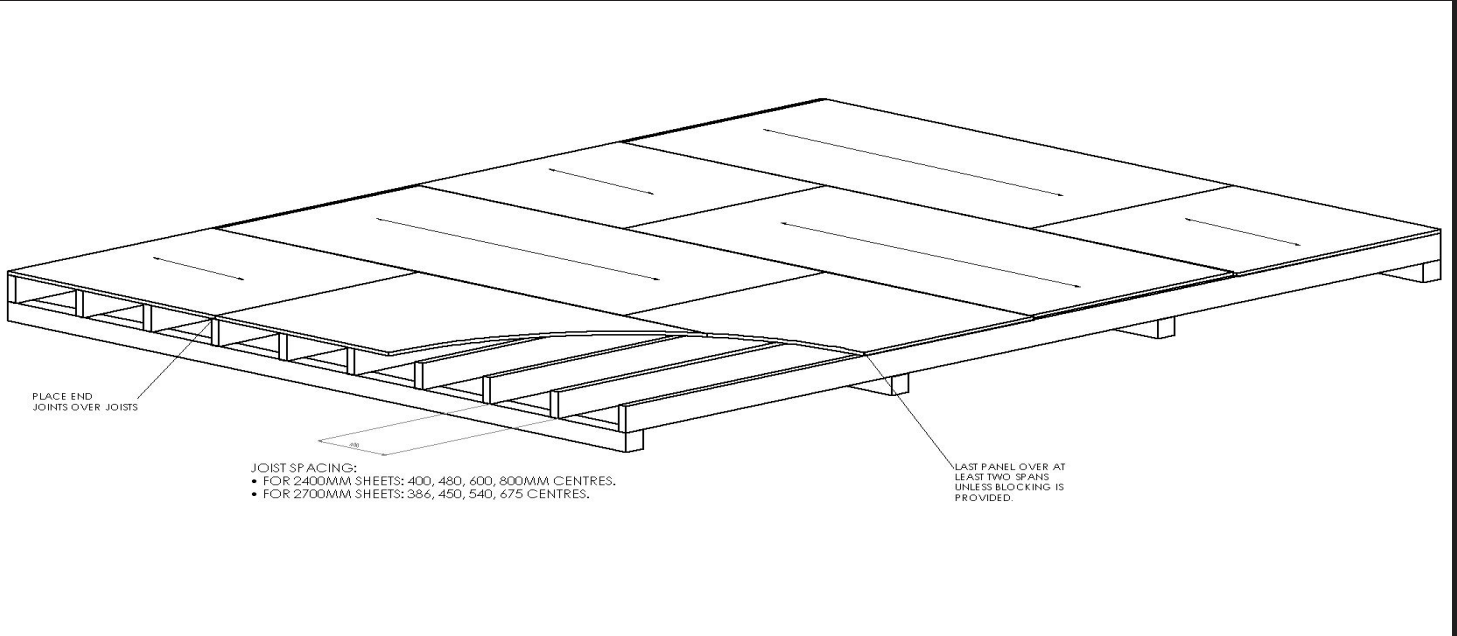 PLACE END
JOINTS OVER JOISTS
JOIST SPACING:
• FOR 2400MM SHEETS: 400, 480, 600, 800MM CENTRES.
• FOR 2700MM SHEETS: 386, 450, 540, 675 CENTRES.
LAST PANEL OVER AT
LEAST TWO SPANS
UNLESS BLOCKING IS
PROVIDED.